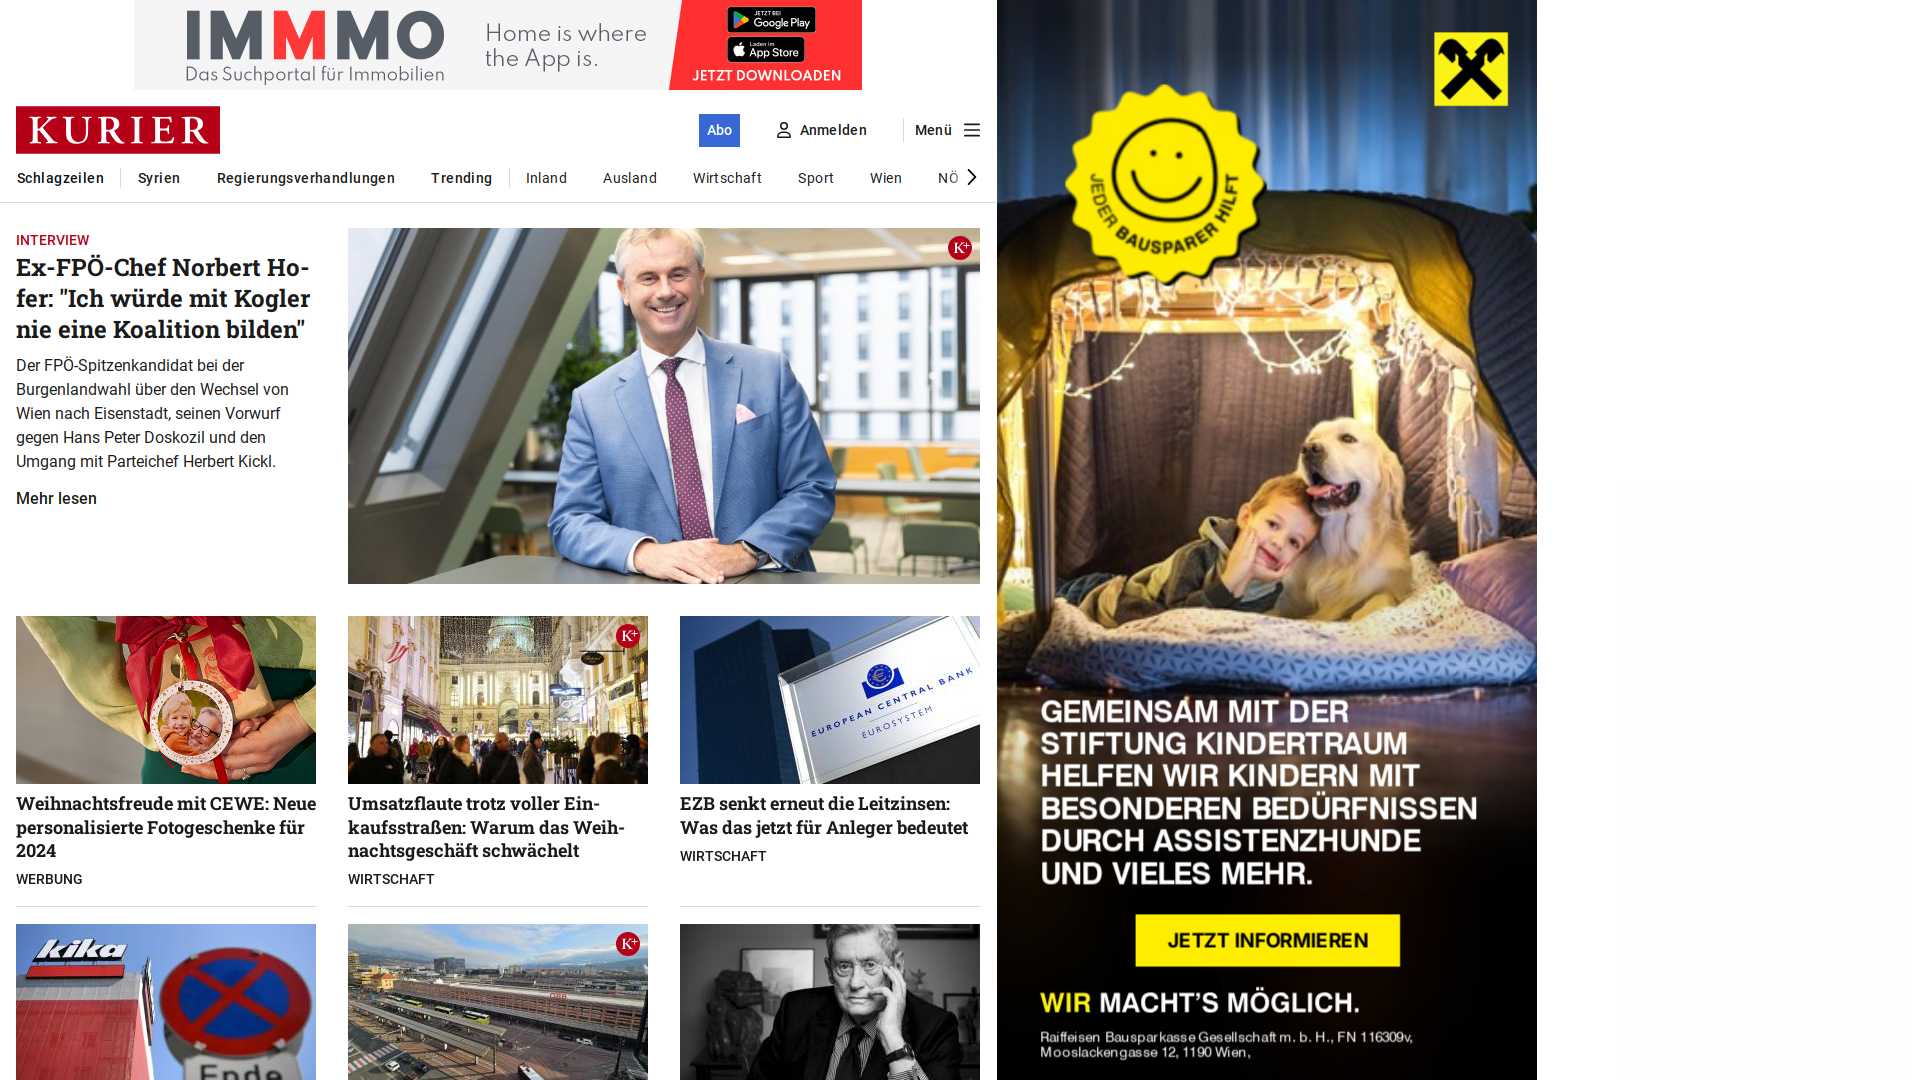 IMMMO
Das Suchportal für Immobilien
Home is where
the App is.
JETZT BEI
Google Play
Laden im
App Store
JETZT DOWNLOADEN
KURIER
Abo
Anmelden
Menü
Schlagzeilen
Syrien
Regierungsverhandlungen
Trending
Inland
Ausland
Wirtschaft
Sport
Wien
NÖ
INTERVIEW
Ex-FPÖ-Chef Norbert Ho-
fer: "Ich würde mit Kogler
nie eine Koalition bilden"
Der FPÖ-Spitzenkandidat bei der
Burgenlandwahl über den Wechsel von
Wien nach Eisenstadt, seinen Vorwurf
gegen Hans Peter Doskozil und den
Umgang mit Parteichef Herbert Kickl.
Mehr lesen
K+
K+
EUROPEAN CENTRAL BANK
EUROSYSTEM
Weihnachtsfreude mit CEWE: Neue
personalisierte Fotogeschenke für
2024
WERBUNG
Umsatzflaute trotz voller Ein-
kaufsstraßen: Warum das Weih-
nachtsgeschäft schwächelt
WIRTSCHAFT
EZB senkt erneut die Leitzinsen:
Was das jetzt für Anleger bedeutet
WIRTSCHAFT
kika
Ende
K+
ÖBB
JEDER BAUSPARER HILFT
GEMEINSAM MIT DER
STIFTUNG KINDERTRAUM
HELFEN WIR KINDERN MIT
BESONDEREN BEDÜRFNISSEN
DURCH ASSISTENZHUNDE
UND VIELES MEHR.
JETZT INFORMIEREN
WIR MACHT'S MÖGLICH.
Raiffeisen Bausparkasse Gesellschaft m. b. H., FN 116309v,
Mooslackengasse 12, 1190 Wien,